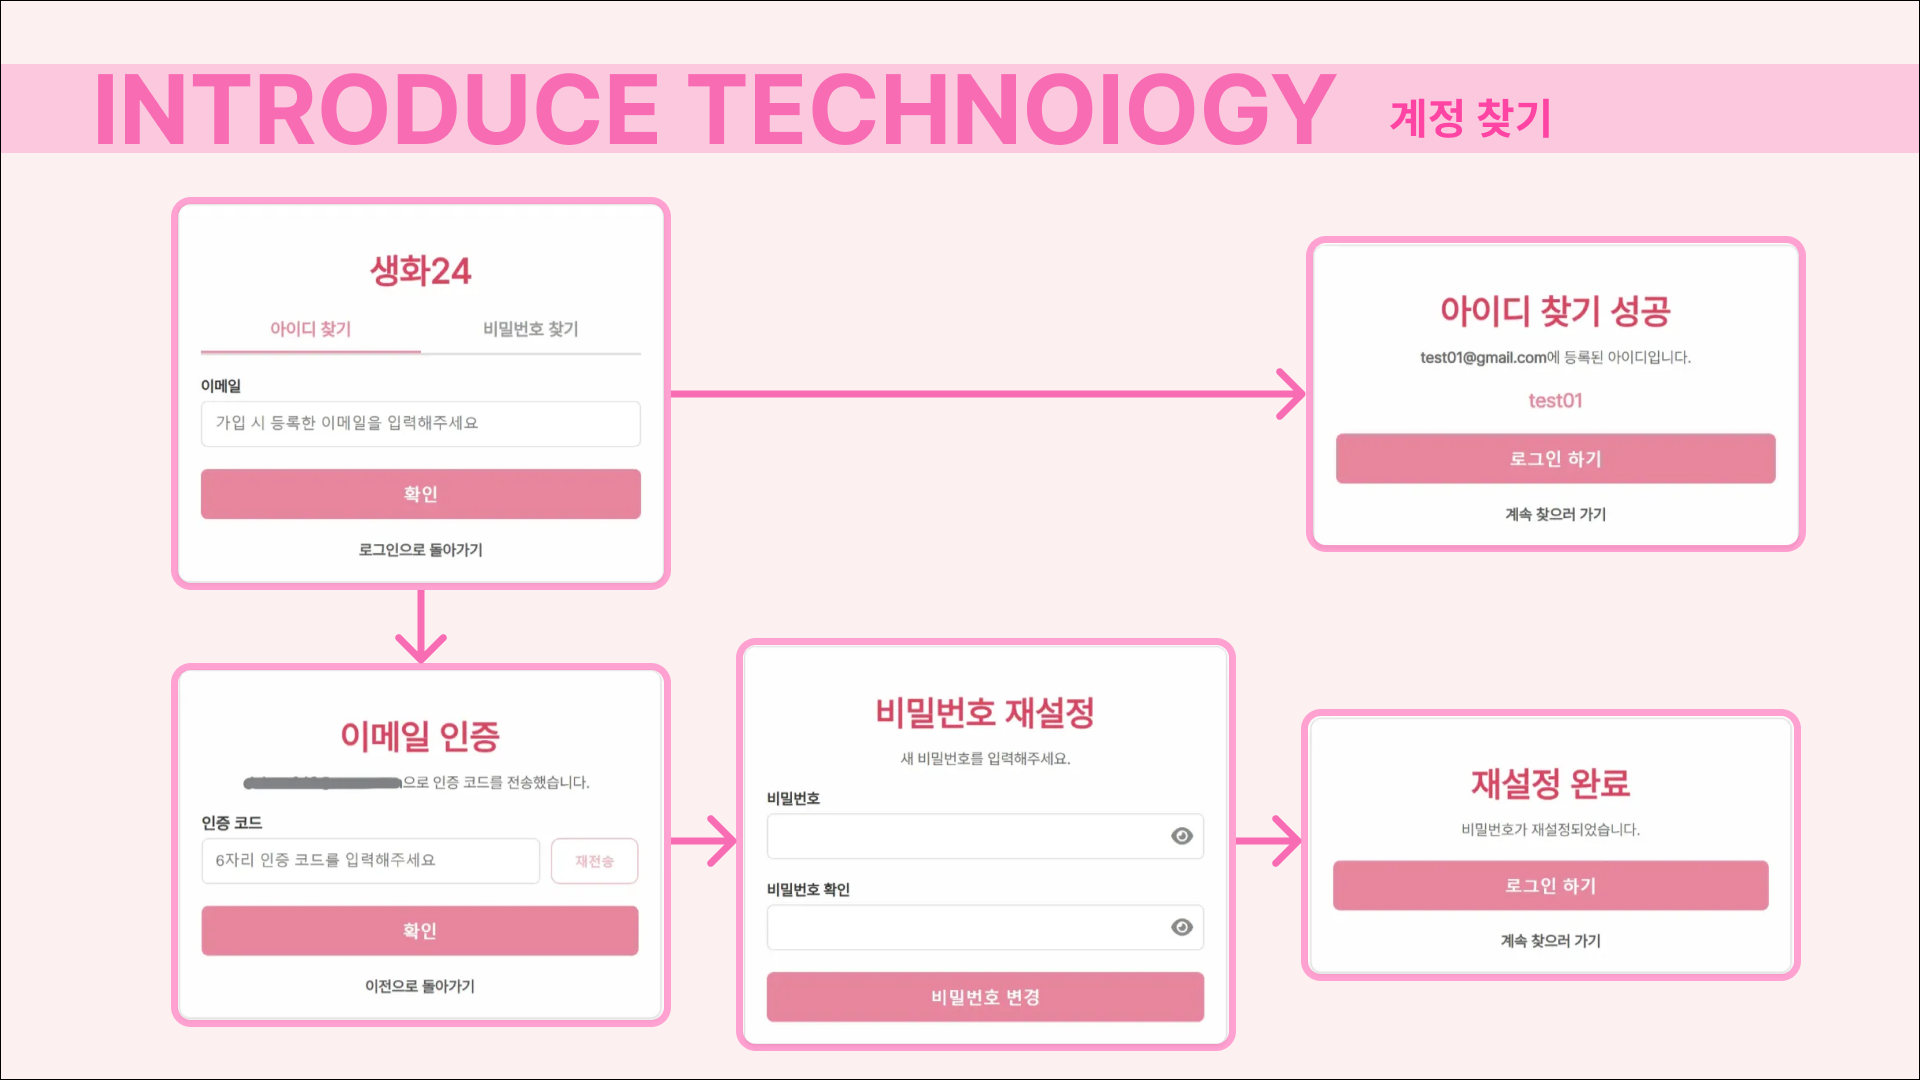 INTRODUCE TECHNOIOGY 계정 찾기
생화24
아이디 찾기 비밀번호 찾기
이메일
가입 시 등록한 이메일을 입력해주세요
확인
로그인으로 돌아가기
아이디 찾기 성공
test01@gmail.com에 등록된 아이디입니다.
test01
로그인 하기
계속 찾으러 가기
이메일 인증
으로 인증 코드를 전송했습니다.
인증 코드
6자리 인증 코드를 입력해주세요 재전송
확인
이전으로 돌아가기
비밀번호 재설정
새 비밀번호를 입력해주세요.
비밀번호
비밀번호 확인
비밀번호 변경
재설정 완료
비밀번호가 재설정되었습니다.
로그인 하기
계속 찾으러 가기